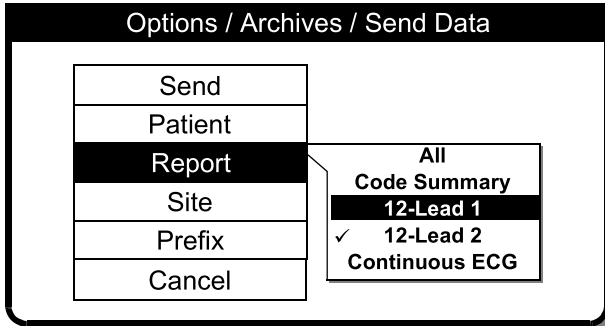 Options / Archives / Send Data
Send
Patient
Report
Site
Prefix
Cancel
All
Code Summary
12-Lead 1
✓ 12-Lead 2
Continuous ECG